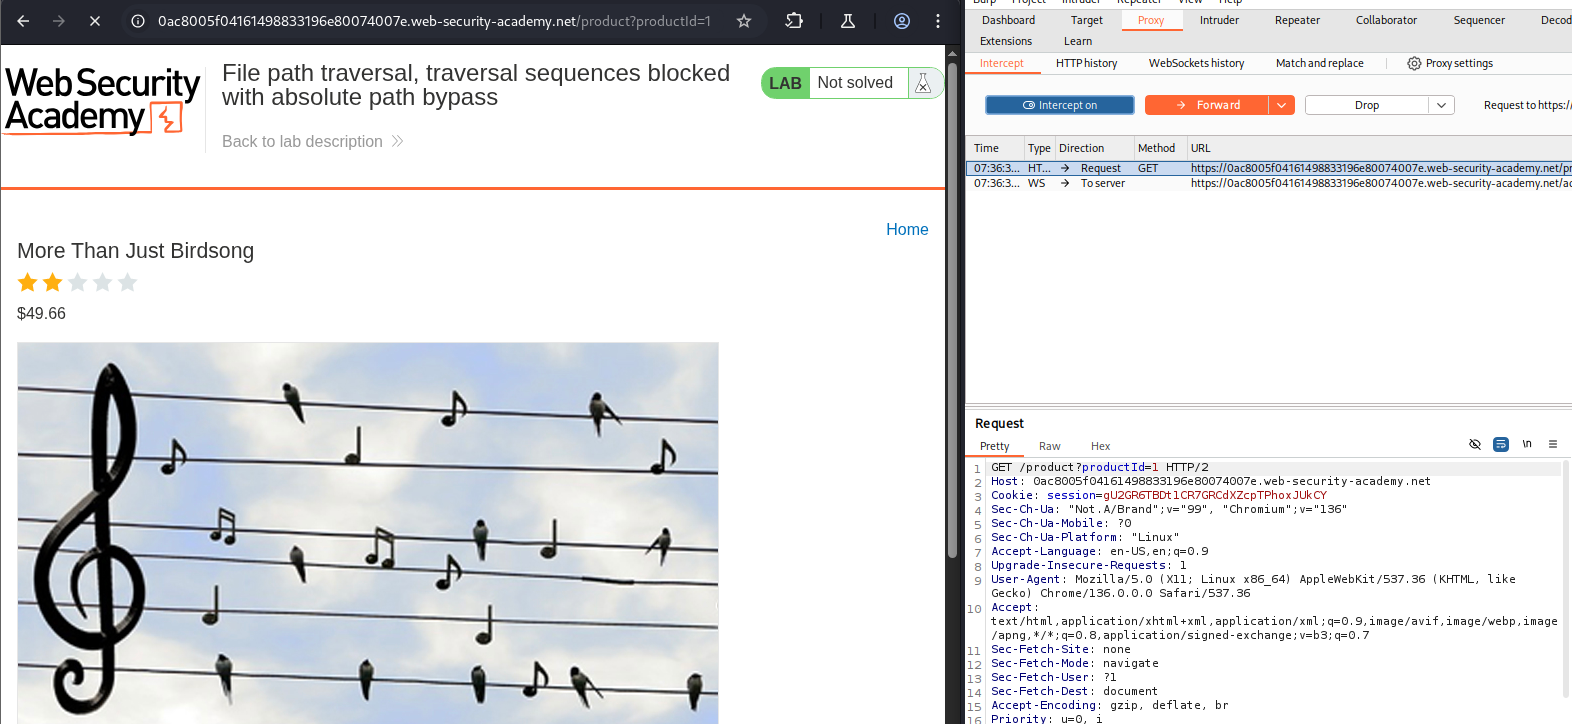 0ac8005f04161498833196e80074007e.web-security-academy.net/product?productId=1
WebSecurity
Academy
File path traversal, traversal sequences blocked
with absolute path bypass
Back to lab description
LAB Not solved
Home
More Than Just Birdsong
$49.66
Burp Project Intruder Repeater View Help
Dashboard Target Proxy Intruder Repeater Collaborator Sequencer Decod
Extensions Learn
Intercept HTTP history WebSockets history Match and replace Proxy settings
Intercept on Forward Drop Request to https:/
Time Type Direction Method URL
07:36:3... HT... Request GET https://0ac8005f04161498833196e80074007e.web-security-academy.net/pr
07:36:3... WS To server https://0ac8005f04161498833196e80074007e.web-security-academy.net/ac
Request
Pretty Raw Hex \n
1 GET /product?productId=1 HTTP/2
2 Host: 0ac8005f04161498833196e80074007e.web-security-academy.net
3 Cookie: session=gU2GR6TBDt1CR7GRCdXZcpTPhoxJUkCY
4 Sec-Ch-Ua: "Not.A/Brand";v="99", "Chromium";v="136"
5 Sec-Ch-Ua-Mobile: ?0
6 Sec-Ch-Ua-Platform: "Linux"
7 Accept-Language: en-US,en;q=0.9
8 Upgrade-Insecure-Requests: 1
9 User-Agent: Mozilla/5.0 (X11; Linux x86_64) AppleWebKit/537.36 (KHTML, like
Gecko) Chrome/136.0.0.0 Safari/537.36
10 Accept:
text/html,application/xhtml+xml,application/xml;q=0.9,image/avif,image/webp,image
/apng,*/*;q=0.8,application/signed-exchange;v=b3;q=0.7
11 Sec-Fetch-Site: none
12 Sec-Fetch-Mode: navigate
13 Sec-Fetch-User: ?1
14 Sec-Fetch-Dest: document
15 Accept-Encoding: gzip, deflate, br
16 Priority: u=0, i